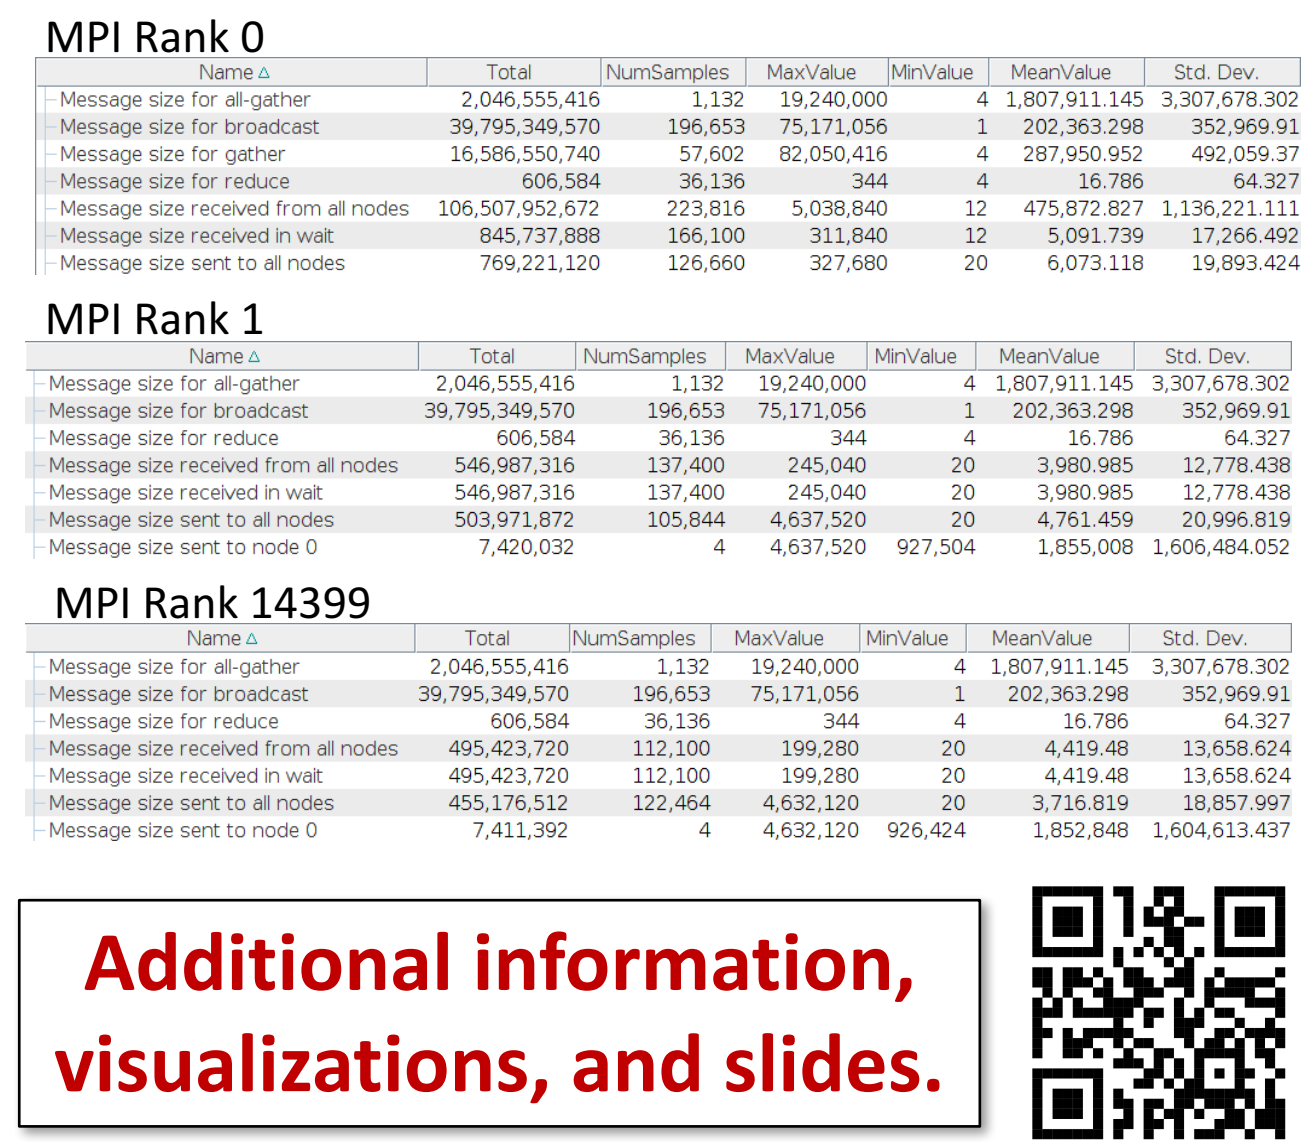 MPI Rank 0
Name Total NumSamples MaxValue MinValue MeanValue Std. Dev.
Message size for all-gather 2,046,555,416 1,132 19,240,000 4 1,807,911.145 3,307,678.302
Message size for broadcast 39,795,349,570 196,653 75,171,056 1 202,363.298 352,969.91
Message size for gather 16,586,550,740 57,602 82,050,416 4 287,950.952 492,059.37
Message size for reduce 606,584 36,136 344 4 16.786 64.327
Message size received from all nodes 106,507,952,672 223,816 5,038,840 12 475,872.827 1,136,221.111
Message size received in wait 845,737,888 166,100 311,840 12 5,091.739 17,266.492
Message size sent to all nodes 769,221,120 126,660 327,680 20 6,073.118 19,893.424
MPI Rank 1
Name Total NumSamples MaxValue MinValue MeanValue Std. Dev.
Message size for all-gather 2,046,555,416 1,132 19,240,000 4 1,807,911.145 3,307,678.302
Message size for broadcast 39,795,349,570 196,653 75,171,056 1 202,363.298 352,969.91
Message size for reduce 606,584 36,136 344 4 16.786 64.327
Message size received from all nodes 546,987,316 137,400 245,040 20 3,980.985 12,778.438
Message size received in wait 546,987,316 137,400 245,040 20 3,980.985 12,778.438
Message size sent to all nodes 503,971,872 105,844 4,637,520 20 4,761.459 20,996.819
Message size sent to node 0 7,420,032 4 4,637,520 927,504 1,855,008 1,606,484.052
MPI Rank 14399
Name Total NumSamples MaxValue MinValue MeanValue Std. Dev.
Message size for all-gather 2,046,555,416 1,132 19,240,000 4 1,807,911.145 3,307,678.302
Message size for broadcast 39,795,349,570 196,653 75,171,056 1 202,363.298 352,969.91
Message size for reduce 606,584 36,136 344 4 16.786 64.327
Message size received from all nodes 495,423,720 112,100 199,280 20 4,419.48 13,658.624
Message size received in wait 495,423,720 112,100 199,280 20 4,419.48 13,658.624
Message size sent to all nodes 455,176,512 122,464 4,632,120 20 3,716.819 18,857.997
Message size sent to node 0 7,411,392 4 4,632,120 926,424 1,852,848 1,604,613.437
Additional information,
visualizations, and slides.